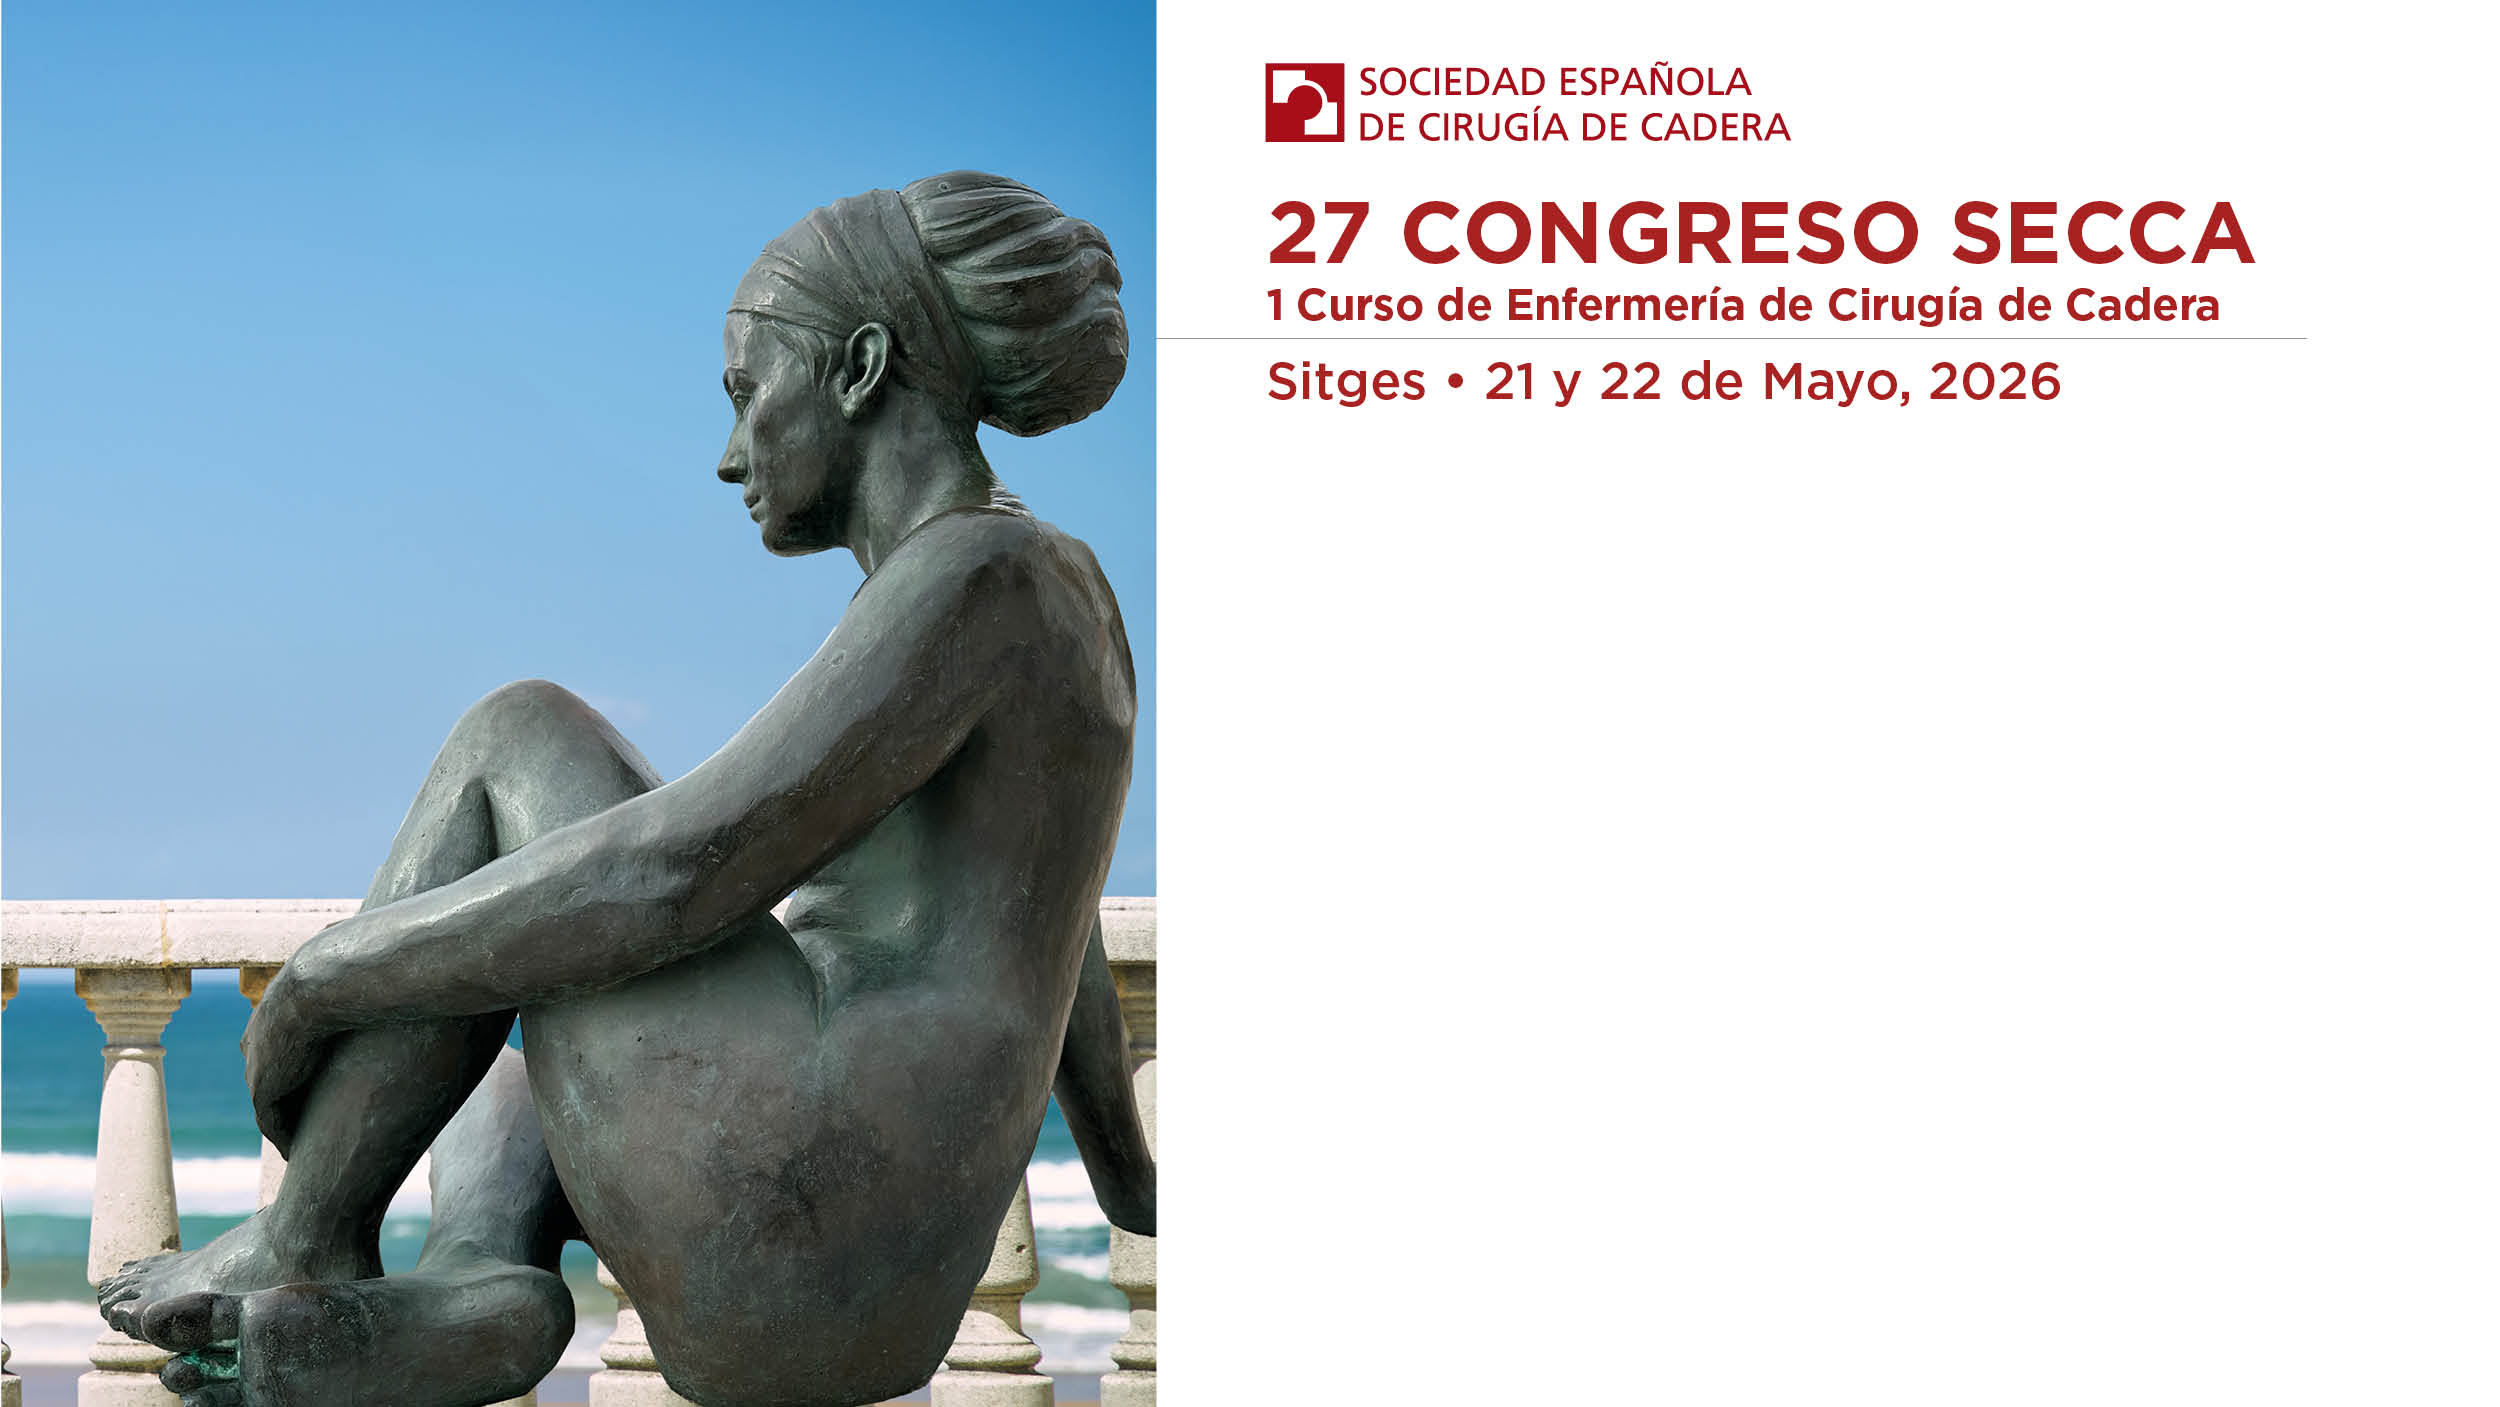 SOCIEDAD ESPAÑOLA
DE CIRUGÍA DE CADERA
27 CONGRESO SECCA
1 Curso de Enfermería de Cirugía de Cadera
Sitges • 21 y 22 de Mayo, 2026